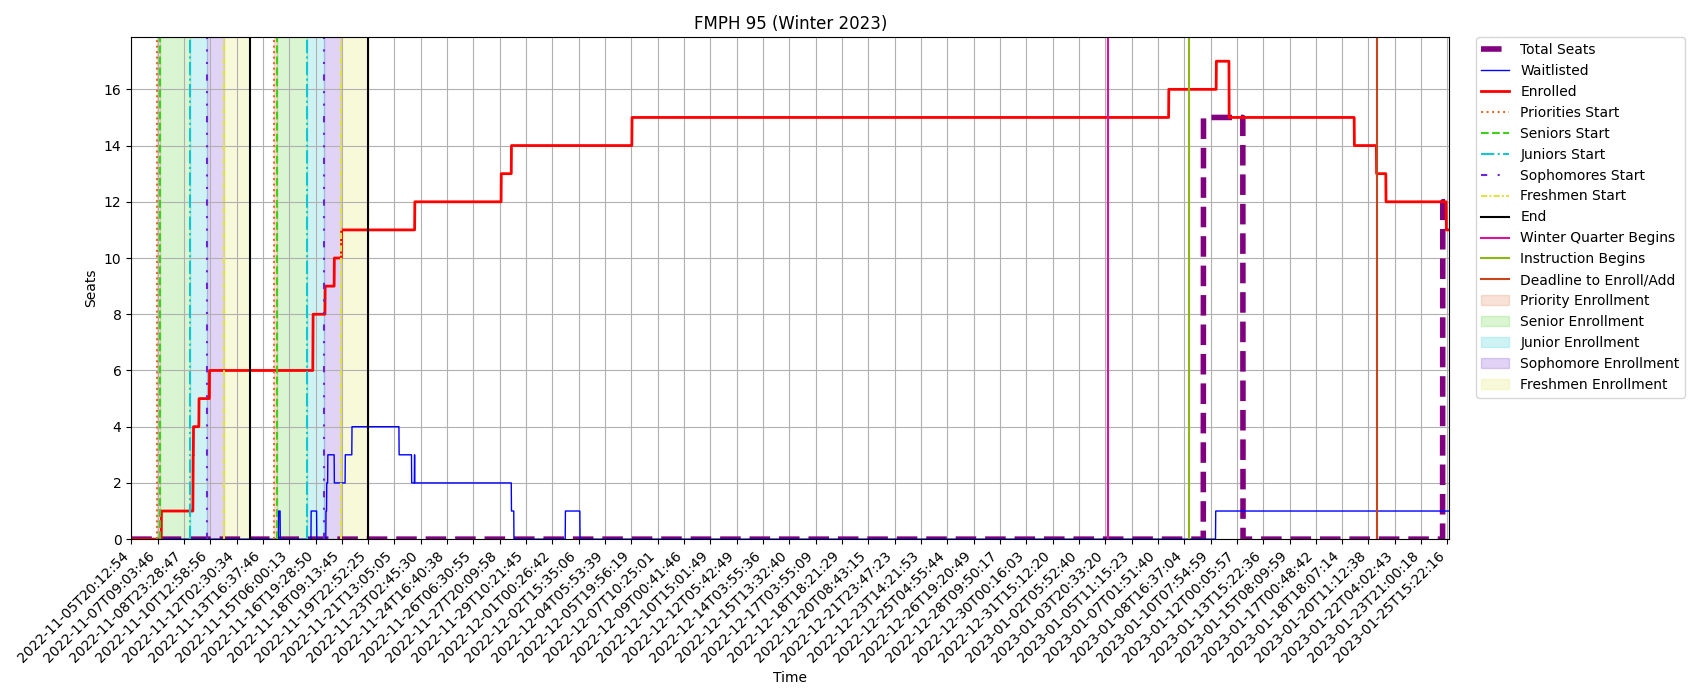 FMPH 95 (Winter 2023)
Seats
16
14
12
10
8
6
4
2
0
2022-11-05T20:12:54
2022-11-07T09:03:46
2022-11-08T23:28:47
2022-11-10T12:58:56
2022-11-12T02:30:34
2022-11-13T16:37:46
2022-11-15T06:00:13
2022-11-16T19:28:50
2022-11-18T09:13:45
2022-11-19T22:52:25
2022-11-21T13:05:05
2022-11-23T02:45:30
2022-11-24T16:40:38
2022-11-26T06:30:55
2022-11-27T20:09:58
2022-11-29T10:21:45
2022-12-01T00:26:42
2022-12-02T15:35:06
2022-12-04T05:53:39
2022-12-05T19:56:19
2022-12-07T10:25:01
2022-12-09T01:41:46
2022-12-10T15:01:49
2022-12-12T05:42:49
2022-12-14T03:55:36
2022-12-15T13:32:40
2022-12-17T03:55:09
2022-12-18T18:21:29
2022-12-20T08:43:15
2022-12-21T23:47:23
2022-12-23T14:21:53
2022-12-25T04:55:44
2022-12-26T19:20:49
2022-12-28T09:50:17
2022-12-30T00:16:03
2022-12-31T15:12:20
2023-01-02T05:52:40
2023-01-03T20:33:20
2023-01-05T11:15:23
2023-01-07T01:51:40
2023-01-08T16:37:04
2023-01-10T07:54:59
2023-01-12T00:05:57
2023-01-13T15:22:36
2023-01-15T08:09:59
2023-01-17T00:48:42
2023-01-18T18:07:14
2023-01-20T11:12:38
2023-01-22T04:02:43
2023-01-23T21:00:18
2023-01-25T15:22:16
Time
Total Seats
Waitlisted
Enrolled
Priorities Start
Seniors Start
Juniors Start
Sophomores Start
Freshmen Start
End
Winter Quarter Begins
Instruction Begins
Deadline to Enroll/Add
Priority Enrollment
Senior Enrollment
Junior Enrollment
Sophomore Enrollment
Freshmen Enrollment